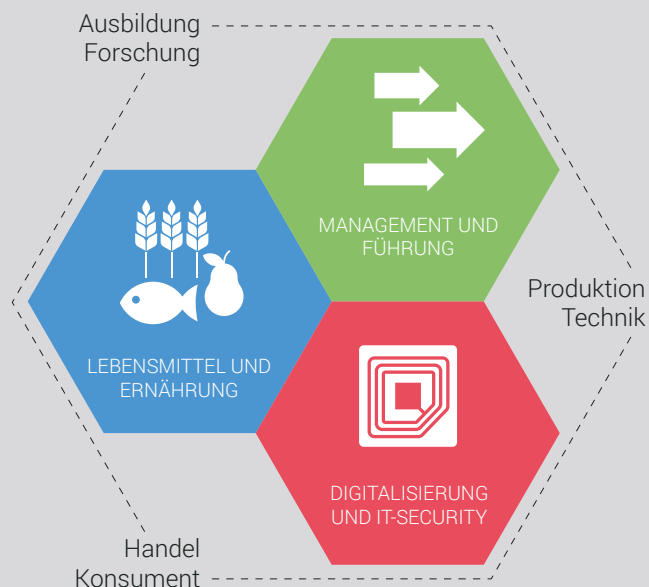 Ausbildung
Forschung
MANAGEMENT UND
FÜHRUNG
Produktion
Technik
LEBENSMITTEL UND
ERNÄHRUNG
DIGITALISIERUNG
UND IT-SECURITY
Handel
Konsument